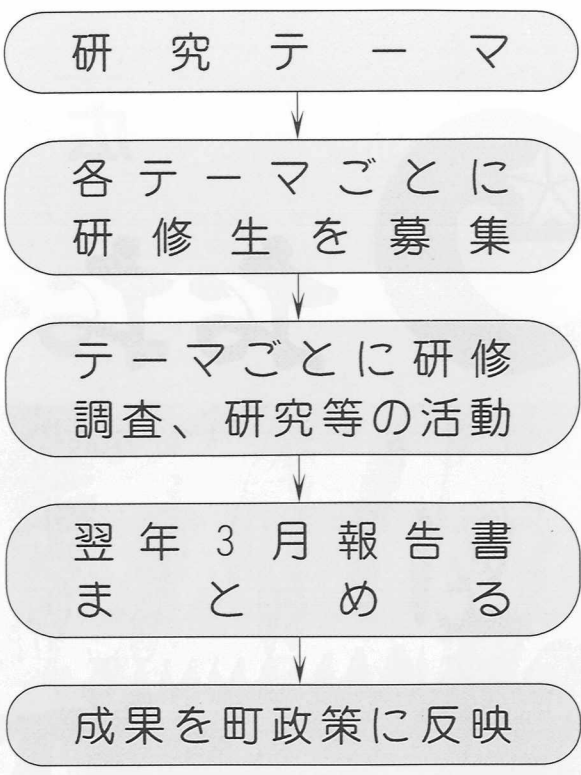 研究テーマ
各テーマごとに
研修生を募集
テーマごとに研修
調査、研究等の活動
翌年3月報告書
まとめる
成果を町政策に反映